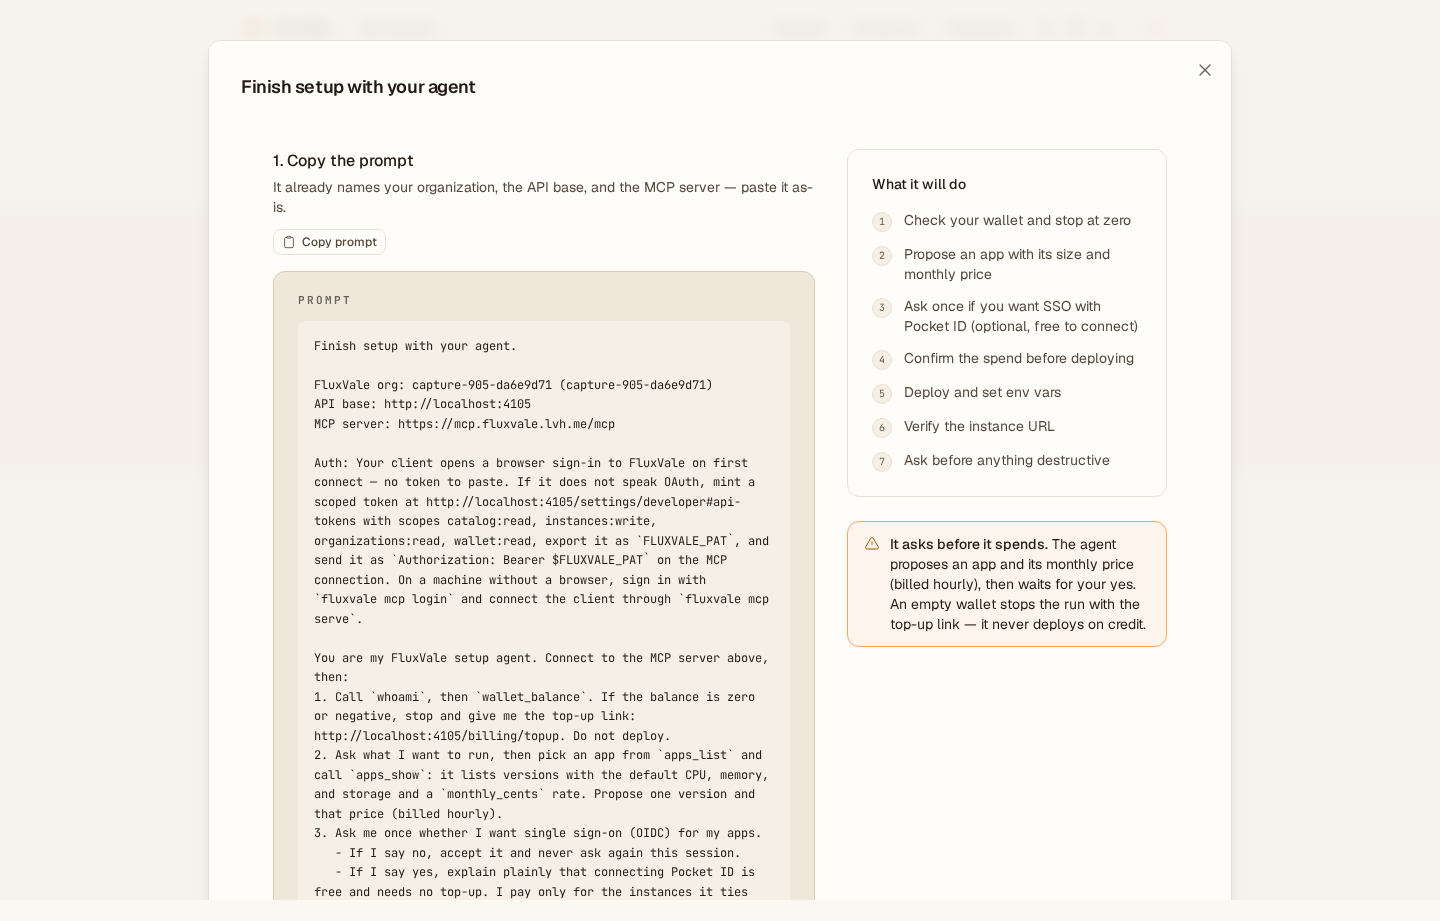 Finish setup with your agent
1. Copy the prompt
It already names your organization, the API base, and the MCP server — paste it as-
is.
Copy prompt
PROMPT
Finish setup with your agent.
FluxVale org: capture-905-da6e9d71 (capture-905-da6e9d71)
API base: http://localhost:4105
MCP server: https://mcp.fluxvale.lvh.me/mcp
Auth: Your client opens a browser sign-in to FluxVale on first
connect — no token to paste. If it does not speak OAuth, mint a
scoped token at http://localhost:4105/settings/developer#api-
tokens with scopes catalog:read, instances:write,
organizations:read, wallet:read, export it as `FLUXVALE_PAT`, and
send it as `Authorization: Bearer $FLUXVALE_PAT` on the MCP
connection. On a machine without a browser, sign in with
`fluxvale mcp login` and connect the client through `fluxvale mcp
serve`.
You are my FluxVale setup agent. Connect to the MCP server above,
then:
1. Call `whoami`, then `wallet_balance`. If the balance is zero
or negative, stop and give me the top-up link:
http://localhost:4105/billing/topup. Do not deploy.
2. Ask what I want to run, then pick an app from `apps_list` and
call `apps_show`: it lists versions with the default CPU, memory,
and storage and a `monthly_cents` rate. Propose one version and
that price (billed hourly).
3. Ask me once whether I want single sign-on (OIDC) for my apps.
- If I say no, accept it and never ask again this session.
- If I say yes, explain plainly that connecting Pocket ID is
free and needs no top-up. I pay only for the instances it ties
What it will do
1 Check your wallet and stop at zero
2 Propose an app with its size and
monthly price
3 Ask once if you want SSO with
Pocket ID (optional, free to connect)
4 Confirm the spend before deploying
5 Deploy and set env vars
6 Verify the instance URL
7 Ask before anything destructive
It asks before it spends. The agent
proposes an app and its monthly price
(billed hourly), then waits for your yes.
An empty wallet stops the run with the
top-up link — it never deploys on credit.